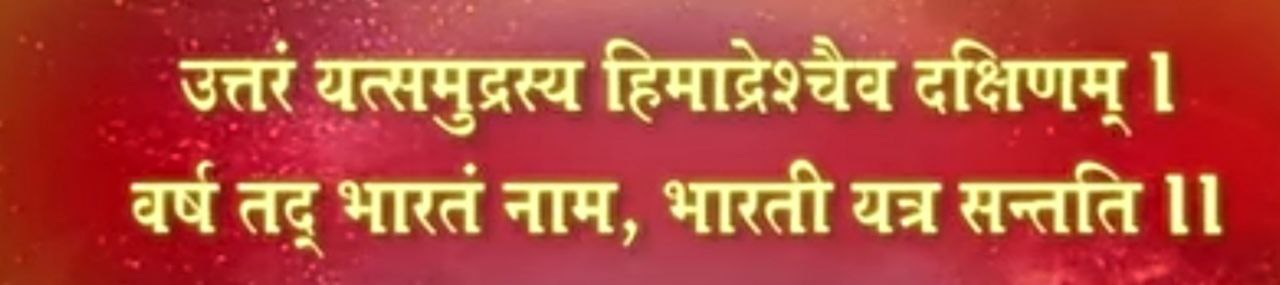 उत्तरं यत्समुद्रस्य हिमाद्रेश्चैव दक्षिणम् ।
वर्ष तद् भारतं नाम, भारती यत्र सन्तति ।।